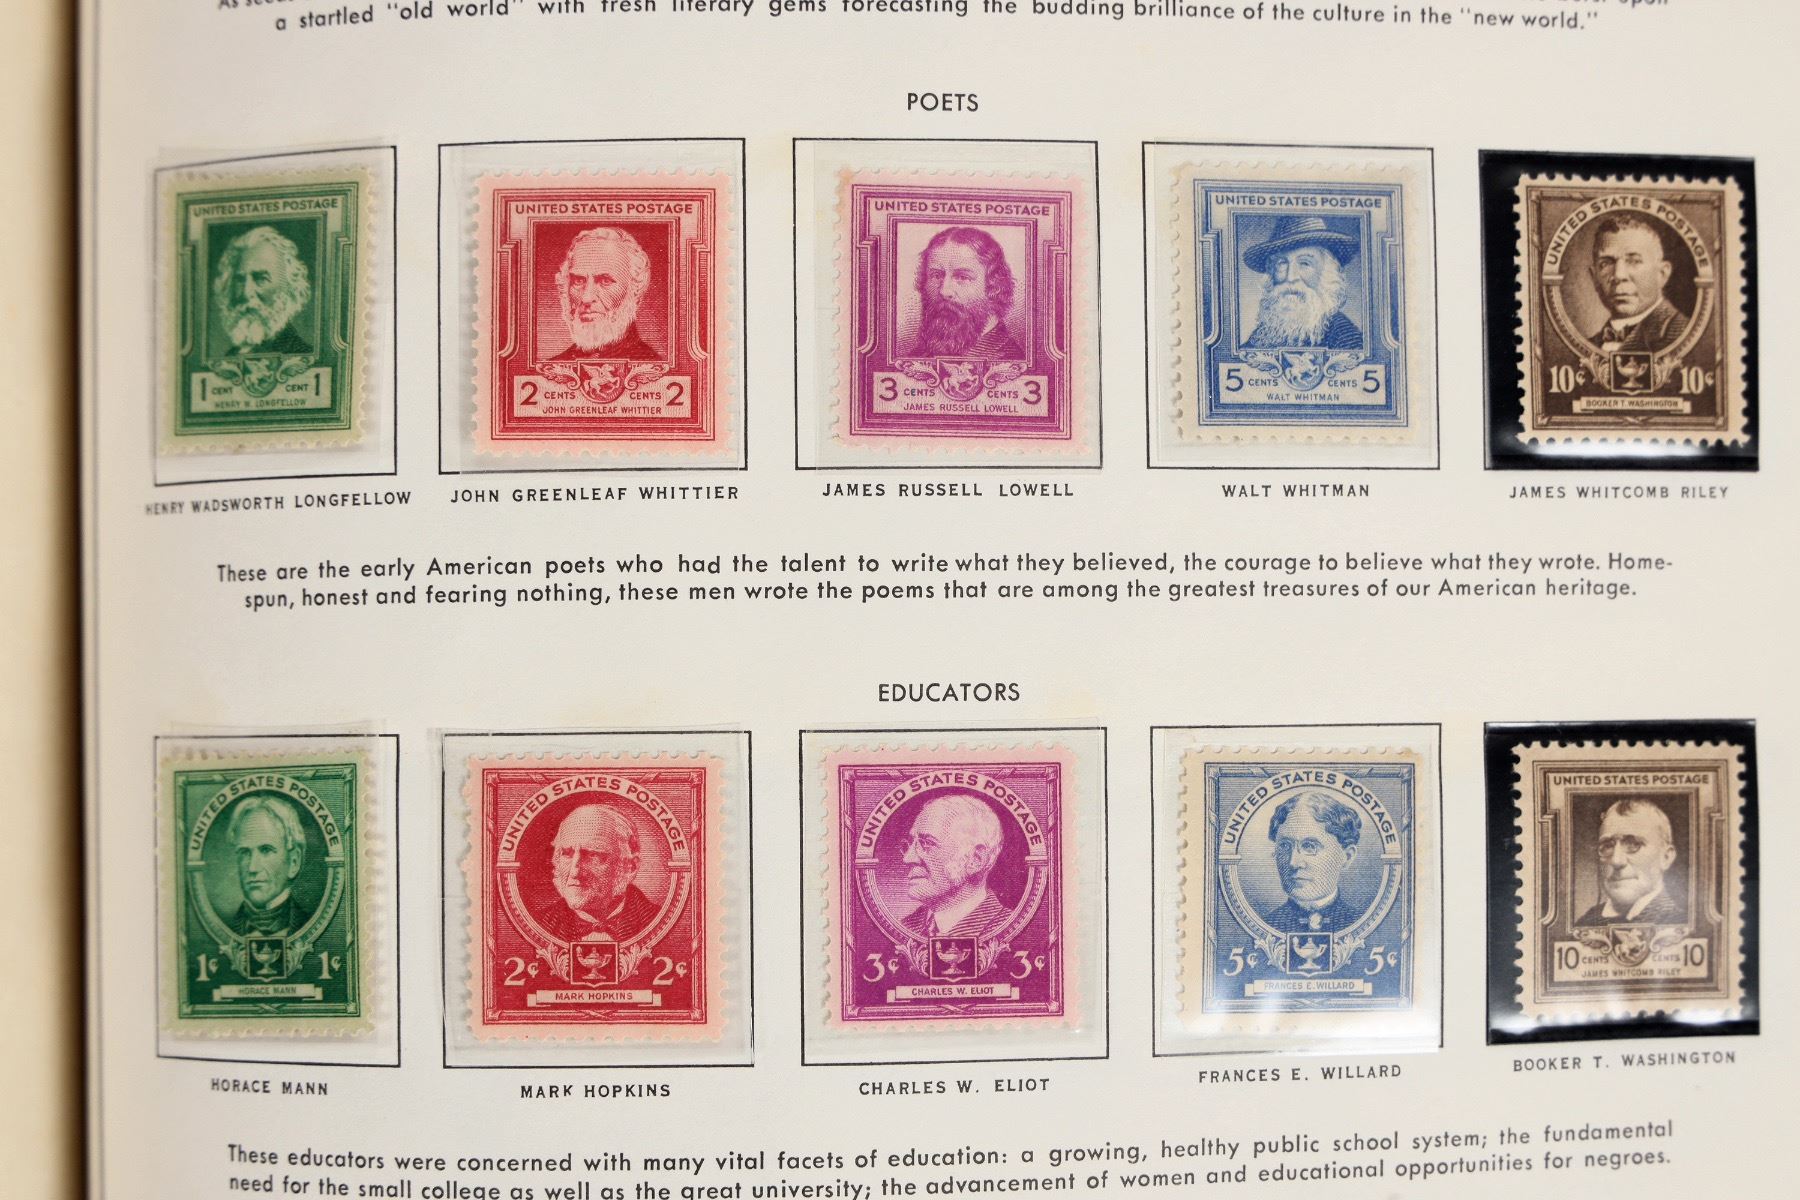 a startled "old world" with fresh literary gems forecasting the budding brilliance of the culture in the "new world."
POETS
UNITED STATES POSTAGE
1 CENT CENT 1
HENRY W. LONGFELLOW
UNITED STATES POSTAGE
2 CENTS CENTS 2
JOHN GREENLEAF WHITTIER
UNITED STATES POSTAGE
3 CENTS CENTS 3
JAMES RUSSELL LOWELL
UNITED STATES POSTAGE
5 CENTS CENTS 5
WALT WHITMAN
UNITED STATES POSTAGE
10¢ 10¢
BOOKER T. WASHINGTON
HENRY WADSWORTH LONGFELLOW
JOHN GREENLEAF WHITTIER
JAMES RUSSELL LOWELL
WALT WHITMAN
JAMES WHITCOMB RILEY
These are the early American poets who had the talent to write what they believed, the courage to believe what they wrote. Home-
spun, honest and fearing nothing, these men wrote the poems that are among the greatest treasures of our American heritage.
EDUCATORS
UNITED STATES POSTAGE
1¢ 1¢
HORACE MANN
UNITED STATES POSTAGE
2¢ 2¢
MARK HOPKINS
UNITED STATES POSTAGE
3¢ 3¢
CHARLES W. ELIOT
UNITED STATES POSTAGE
5¢ 5¢
FRANCES E. WILLARD
UNITED STATES POSTAGE
10 CENTS CENTS 10
JAMES WHITCOMB RILEY
HORACE MANN
MARK HOPKINS
CHARLES W. ELIOT
FRANCES E. WILLARD
BOOKER T. WASHINGTON
These educators were concerned with many vital facets of education: a growing, healthy public school system; the fundamental
need for the small college as well as the great university; the advancement of women and educational opportunities for negroes.